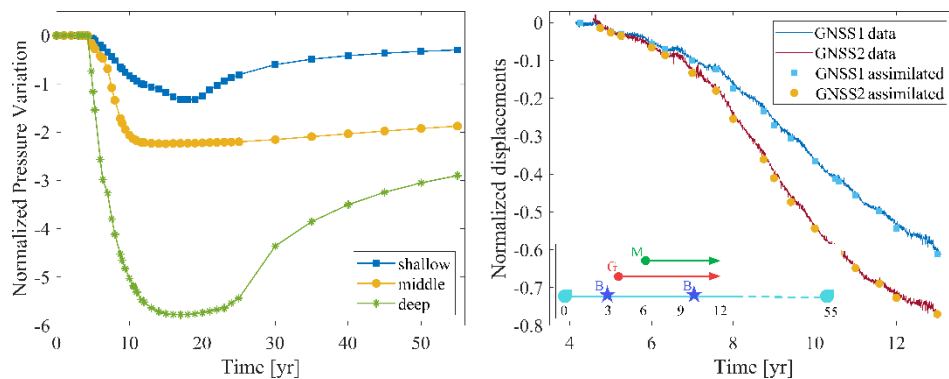 Normalized Pressure Variation
0
-1
-2
-3
-4
-5
-6
0 10 20 30 40 50
Time [yr]
shallow
middle
deep
Normalized displacements
-0
-0.1
-0.2
-0.3
-0.4
-0.5
-0.6
-0.7
-0.8
4 6 8 10 12
Time [yr]
GNSS1 data
GNSS2 data
GNSS1 assimilated
GNSS2 assimilated
M
G
B B
0 3 6 9 12 55